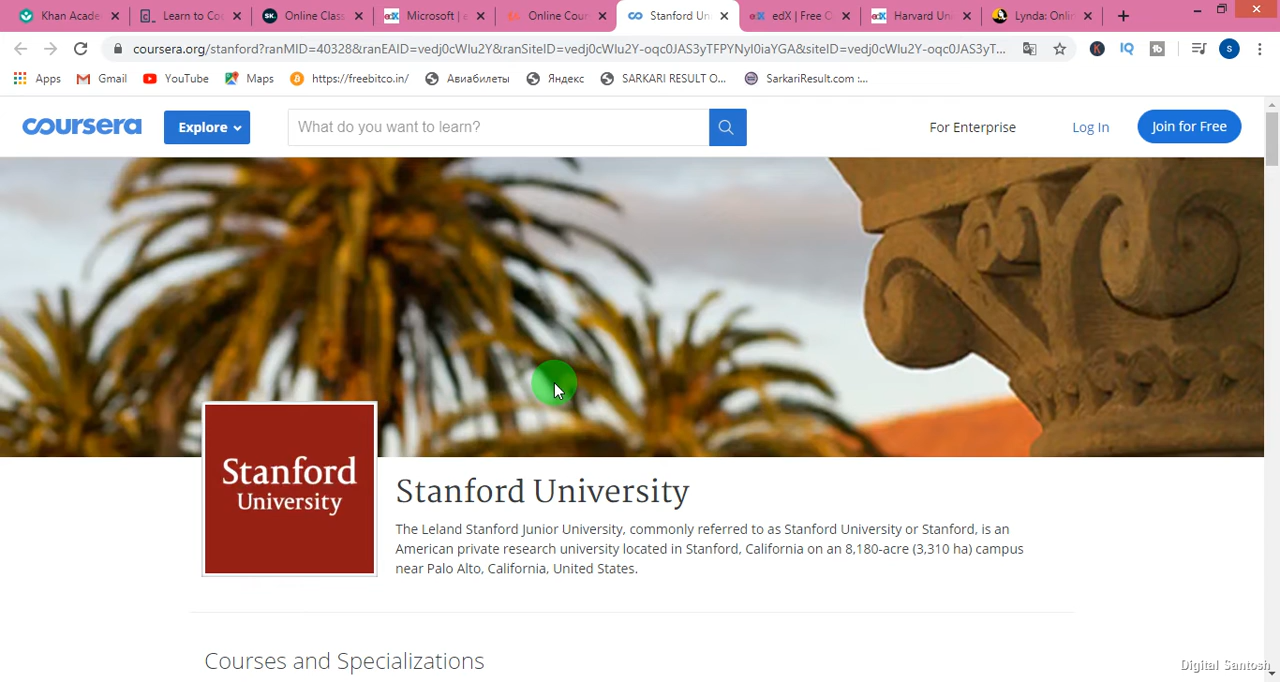 Khan Acade
Learn to Co
Online Class
Microsoft | e
Online Cour
Stanford Un
edX | Free O
Harvard Uni
Lynda: Onlin
coursera.org/stanford?ranMID=40328&ranEAID=vedj0cWlu2Y&ranSiteID=vedj0cWlu2Y-oqc0JAS3yTFPYNyI0iaYGA&siteID=vedj0cWlu2Y-oqc0JAS3yT...
Apps
Gmail
YouTube
Maps
https://freebitco.in/
Авиабилеты
Яндекс
SARKARI RESULT O...
SarkariResult.com :...
coursera
Explore
What do you want to learn?
For Enterprise
Log In
Join for Free
Stanford
University
Stanford University
The Leland Stanford Junior University, commonly referred to as Stanford University or Stanford, is an
American private research university located in Stanford, California on an 8,180-acre (3,310 ha) campus
near Palo Alto, California, United States.
Courses and Specializations
Digital Santosh